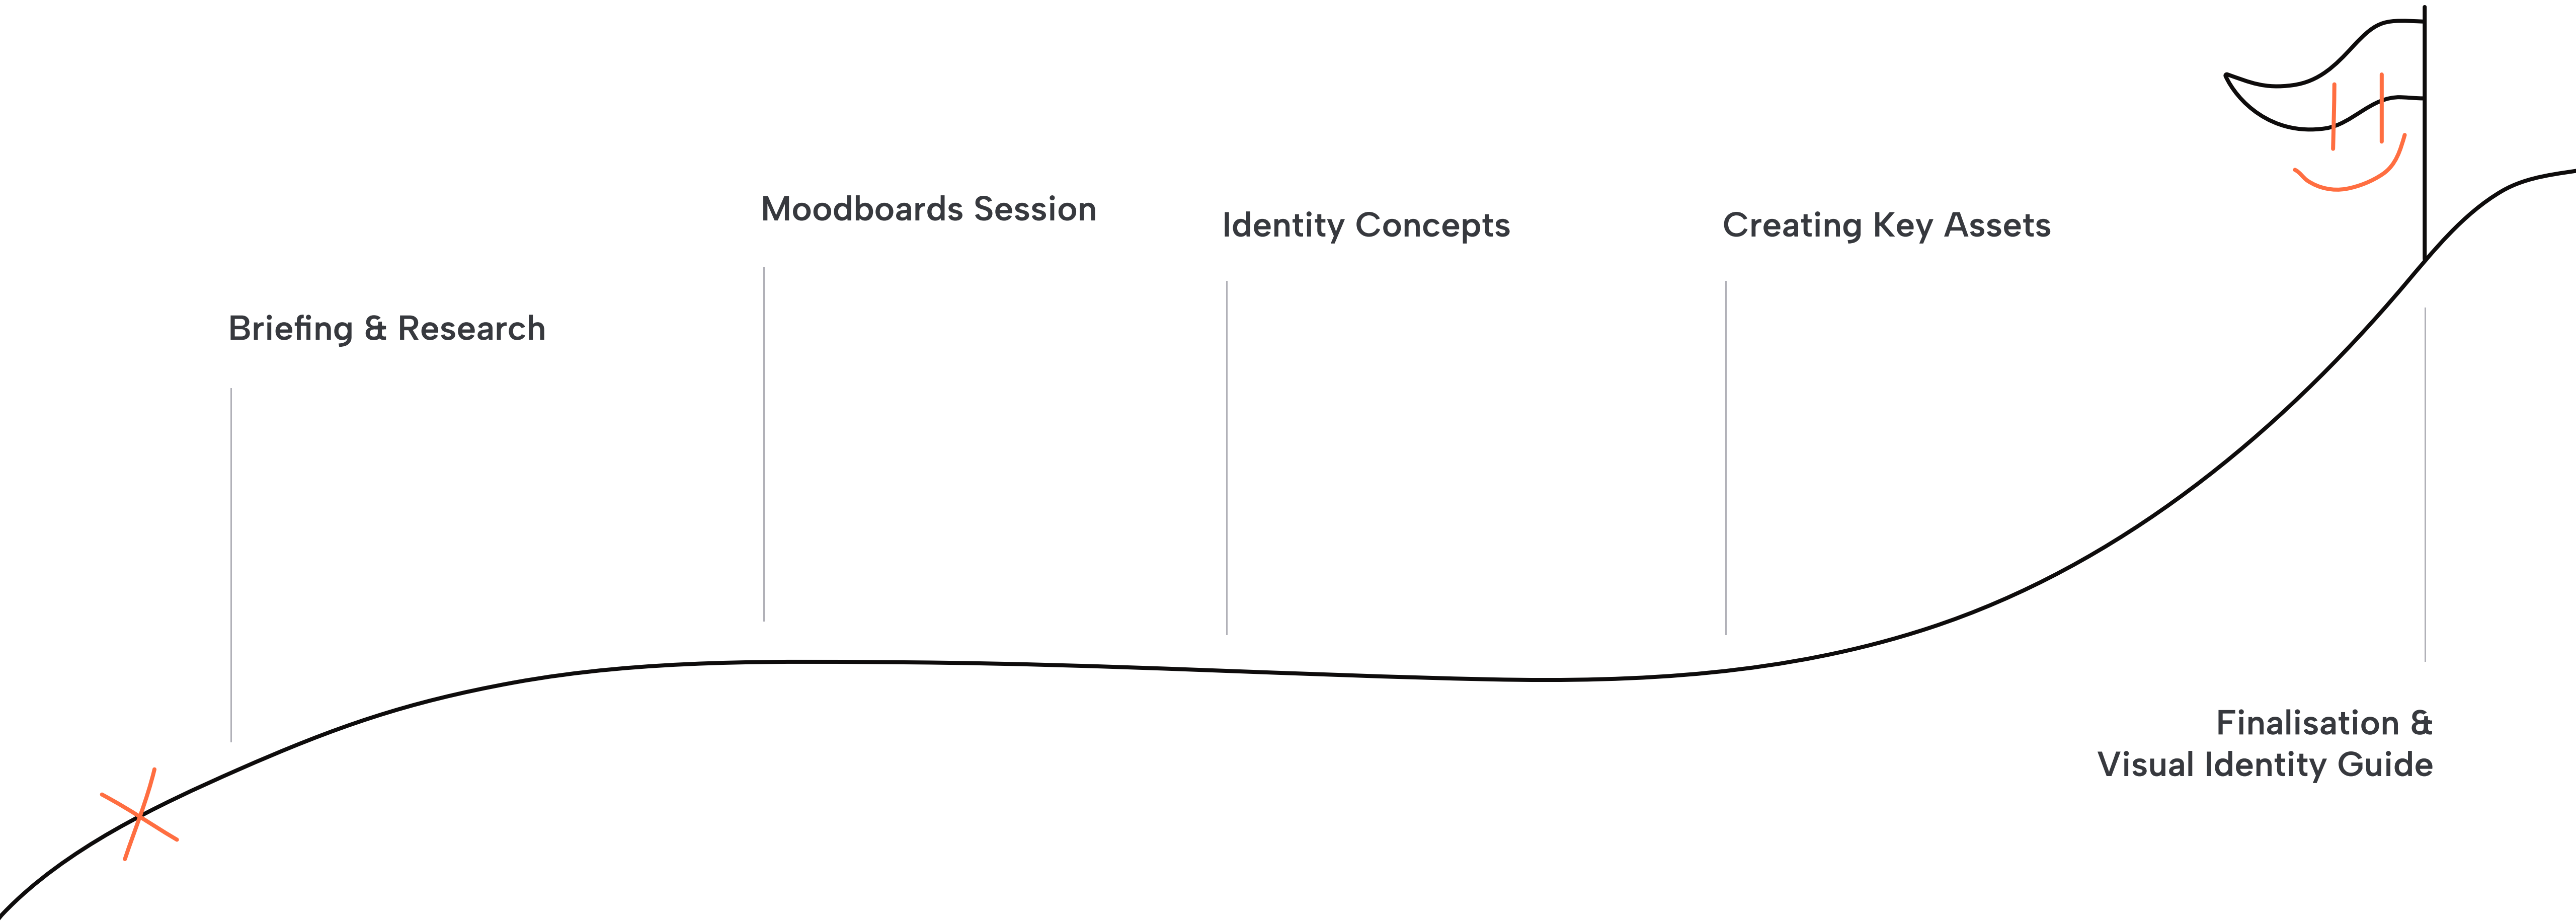 Briefing & Research
Moodboards Session
Identity Concepts
Creating Key Assets
Finalisation &
Visual Identity Guide